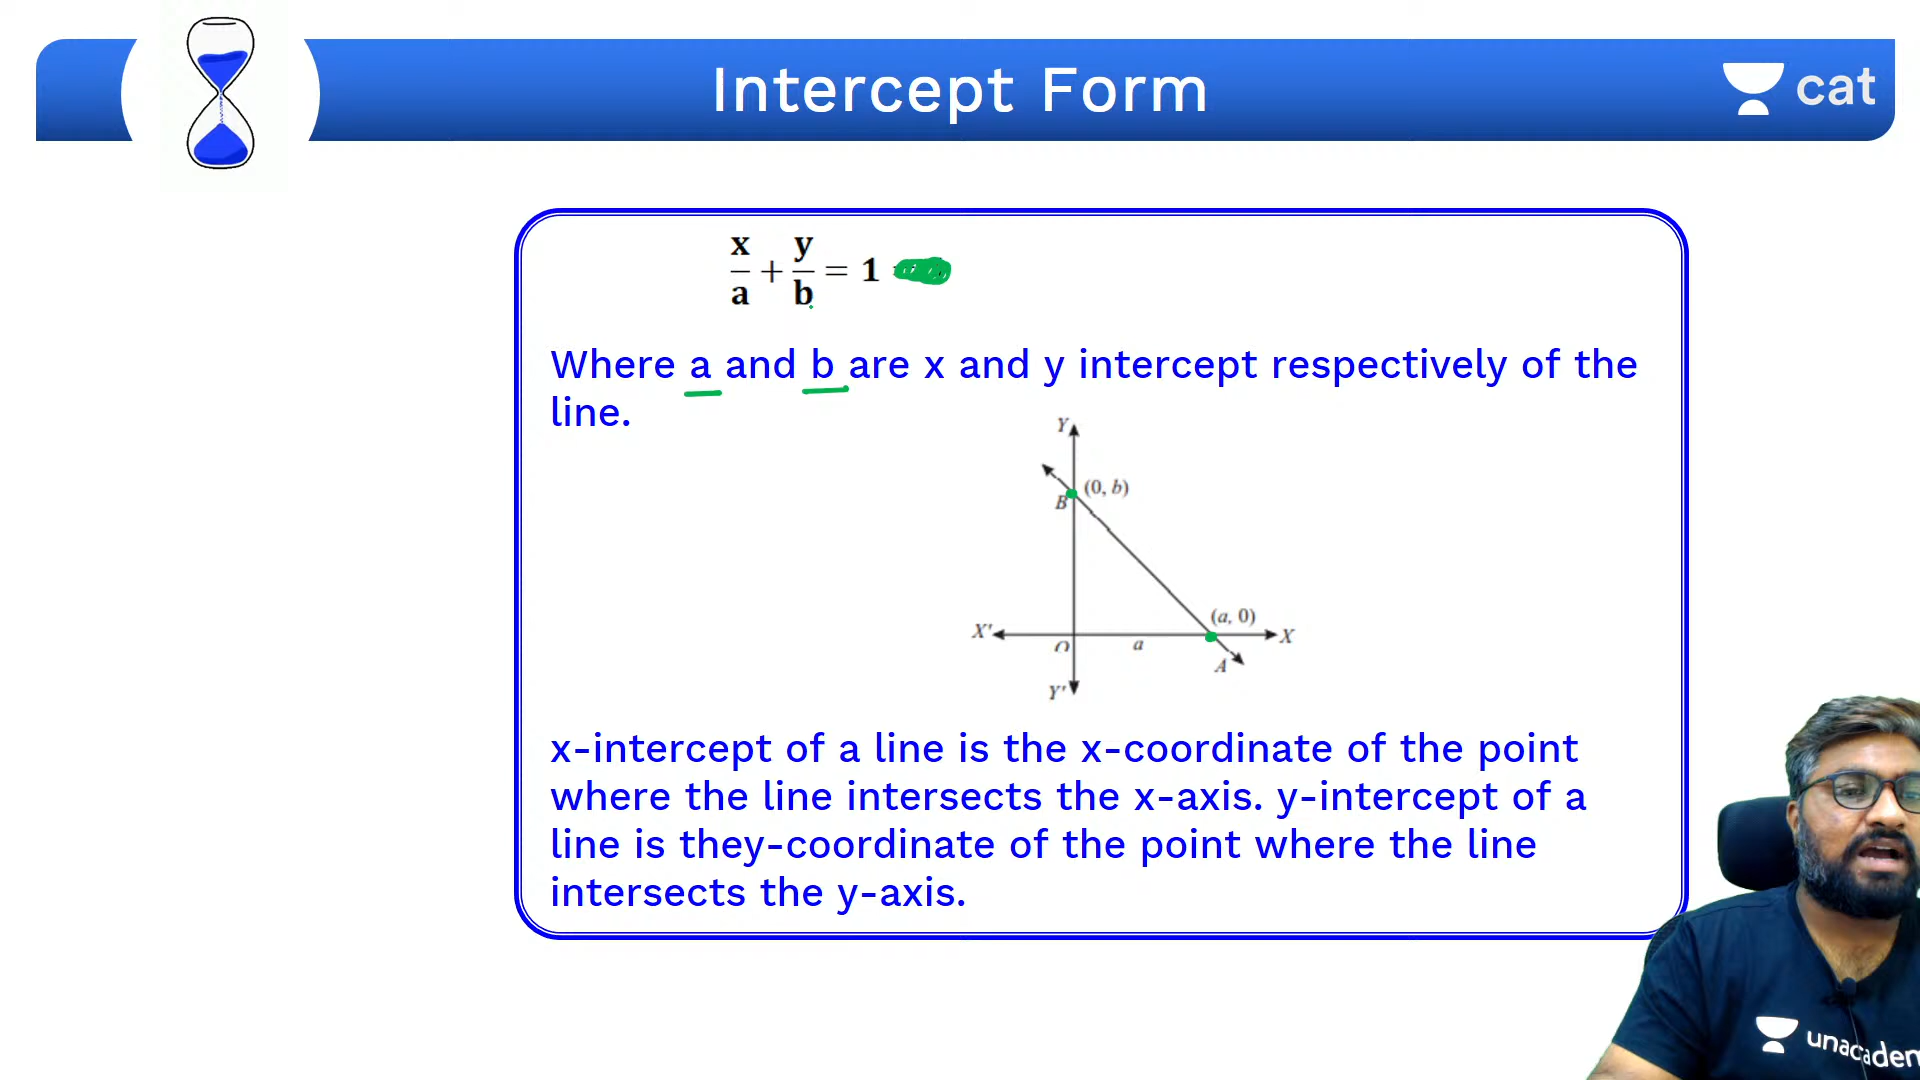 Intercept Form
cat
x/a + y/b = 1
Where a and b are x and y intercept respectively of the
line.
Y
(0, b)
B
(a, 0)
X'
X
O
a
A
Y'
x-intercept of a line is the x-coordinate of the point
where the line intersects the x-axis. y-intercept of a
line is they-coordinate of the point where the line
intersects the y-axis.